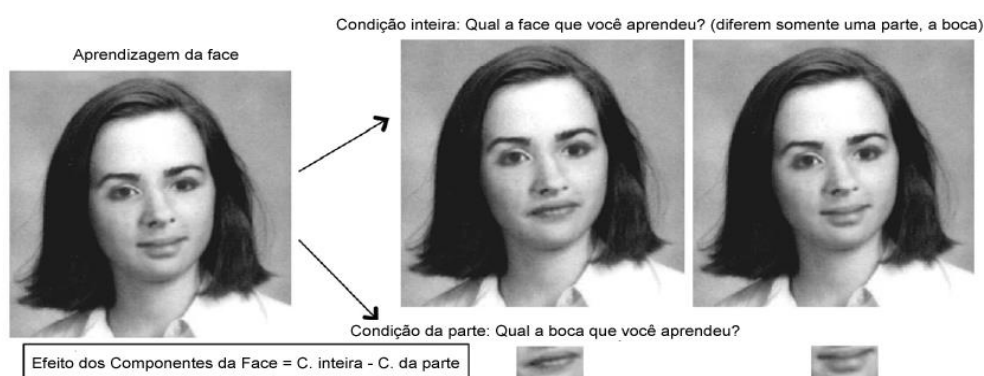 Condição inteira: Qual a face que você aprendeu? (diferem somente uma parte, a boca)
Aprendizagem da face
Condição da parte: Qual a boca que você aprendeu?
Efeito dos Componentes da Face = C. inteira - C. da parte